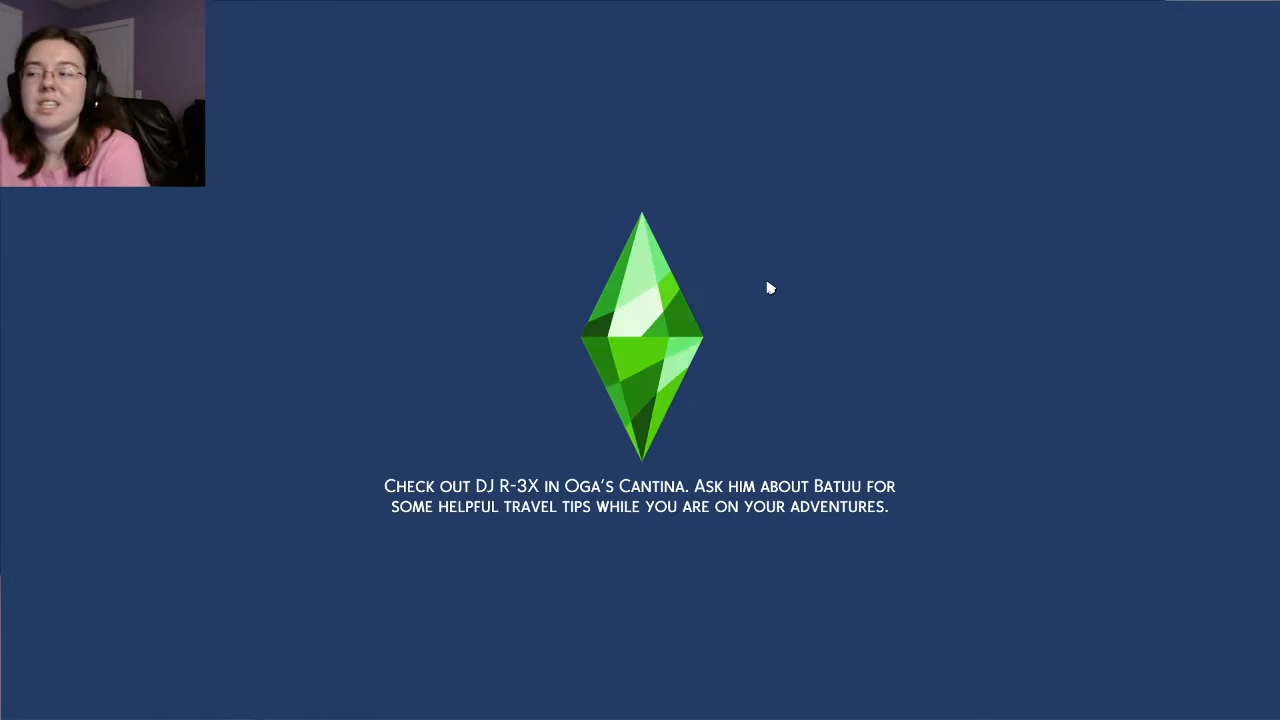 Check out DJ R-3X in Oga's Cantina. Ask him about Batuu for
some helpful travel tips while you are on your adventures.